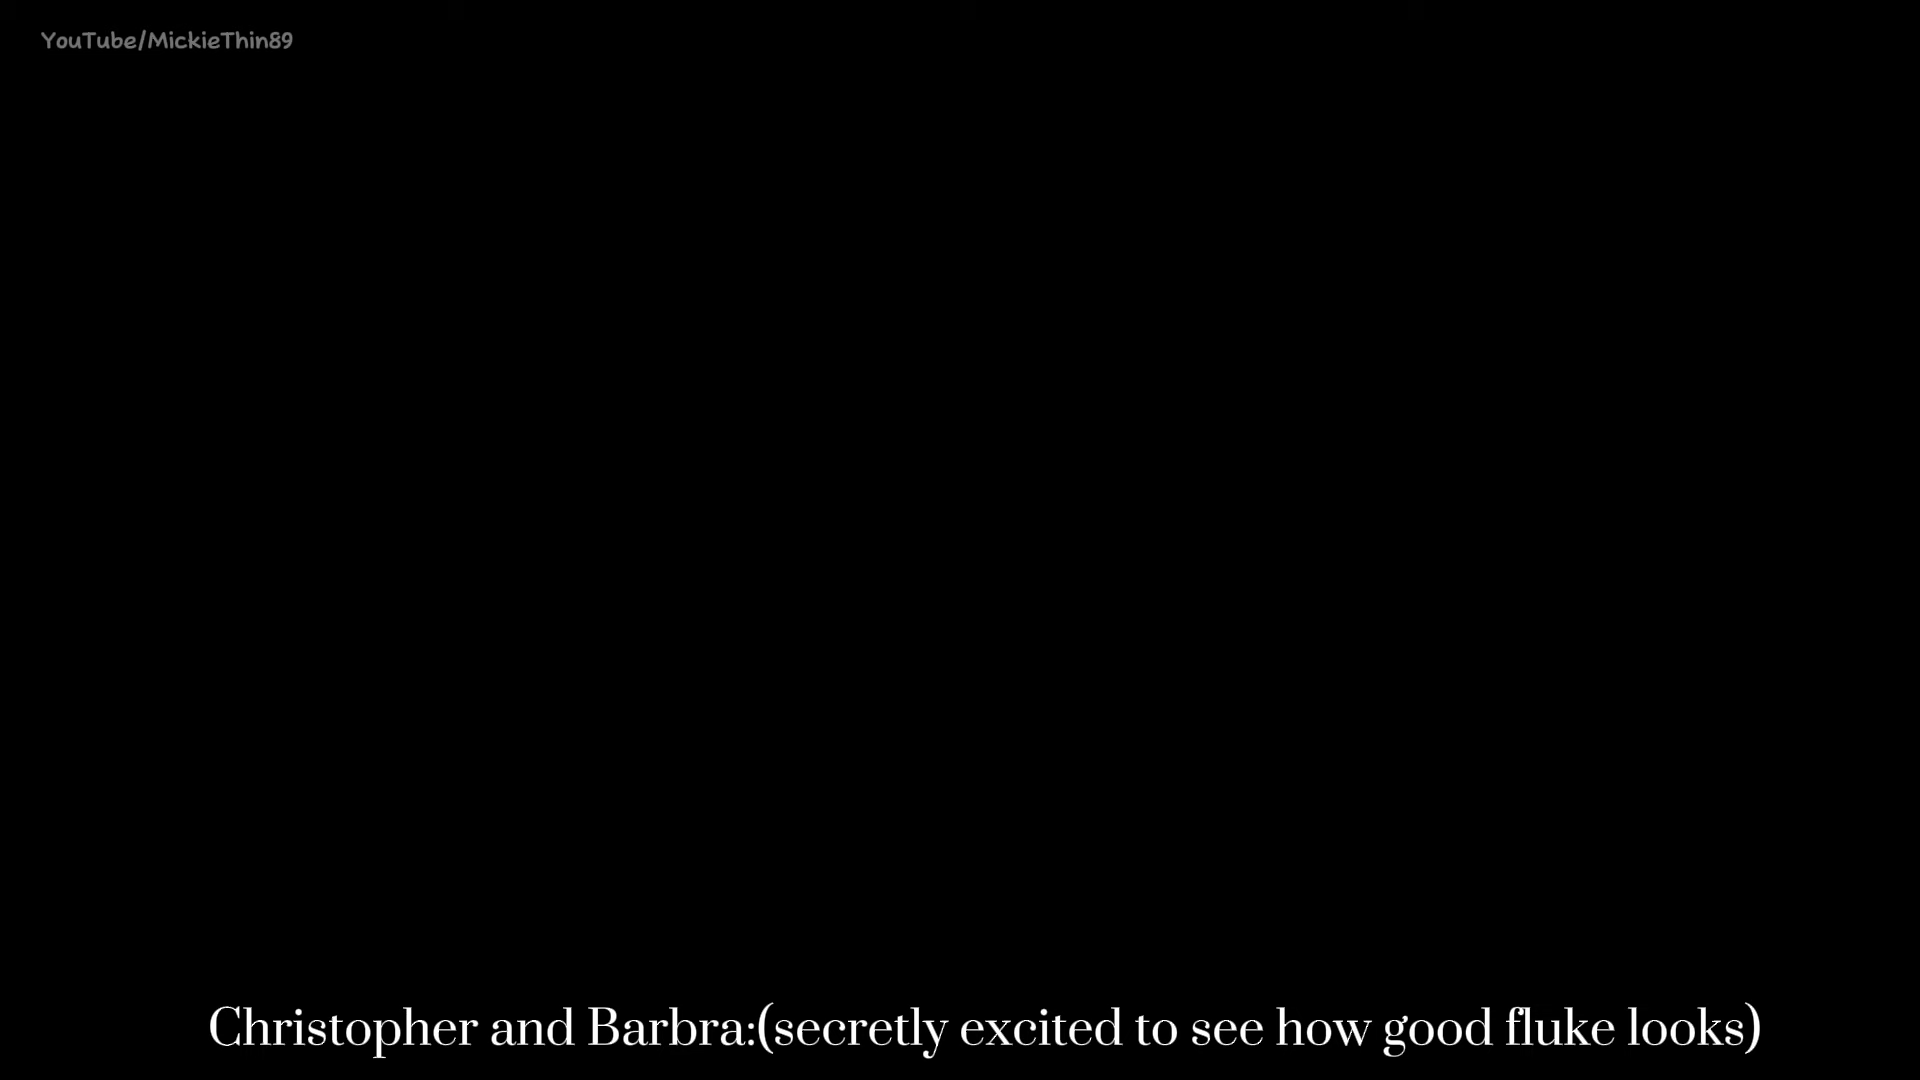 YouTube/MickieThin89
Christopher and Barbra:(secretly excited to see how good fluke looks)